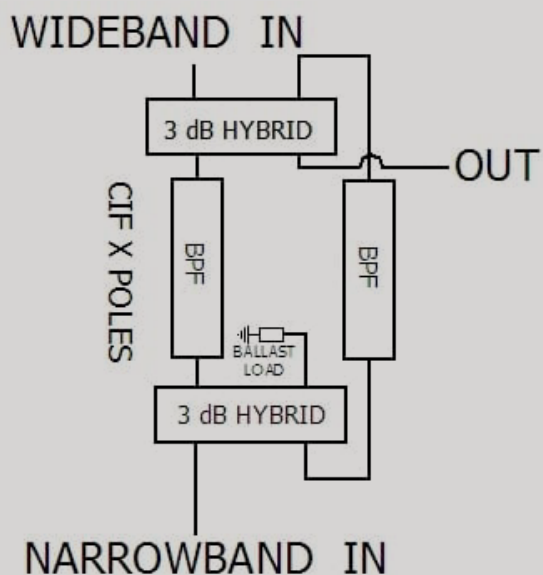 WIDEBAND IN
3 dB HYBRID
OUT
CIF X POLES
BPF
BPF
BALLAST
LOAD
3 dB HYBRID
NARROWBAND IN